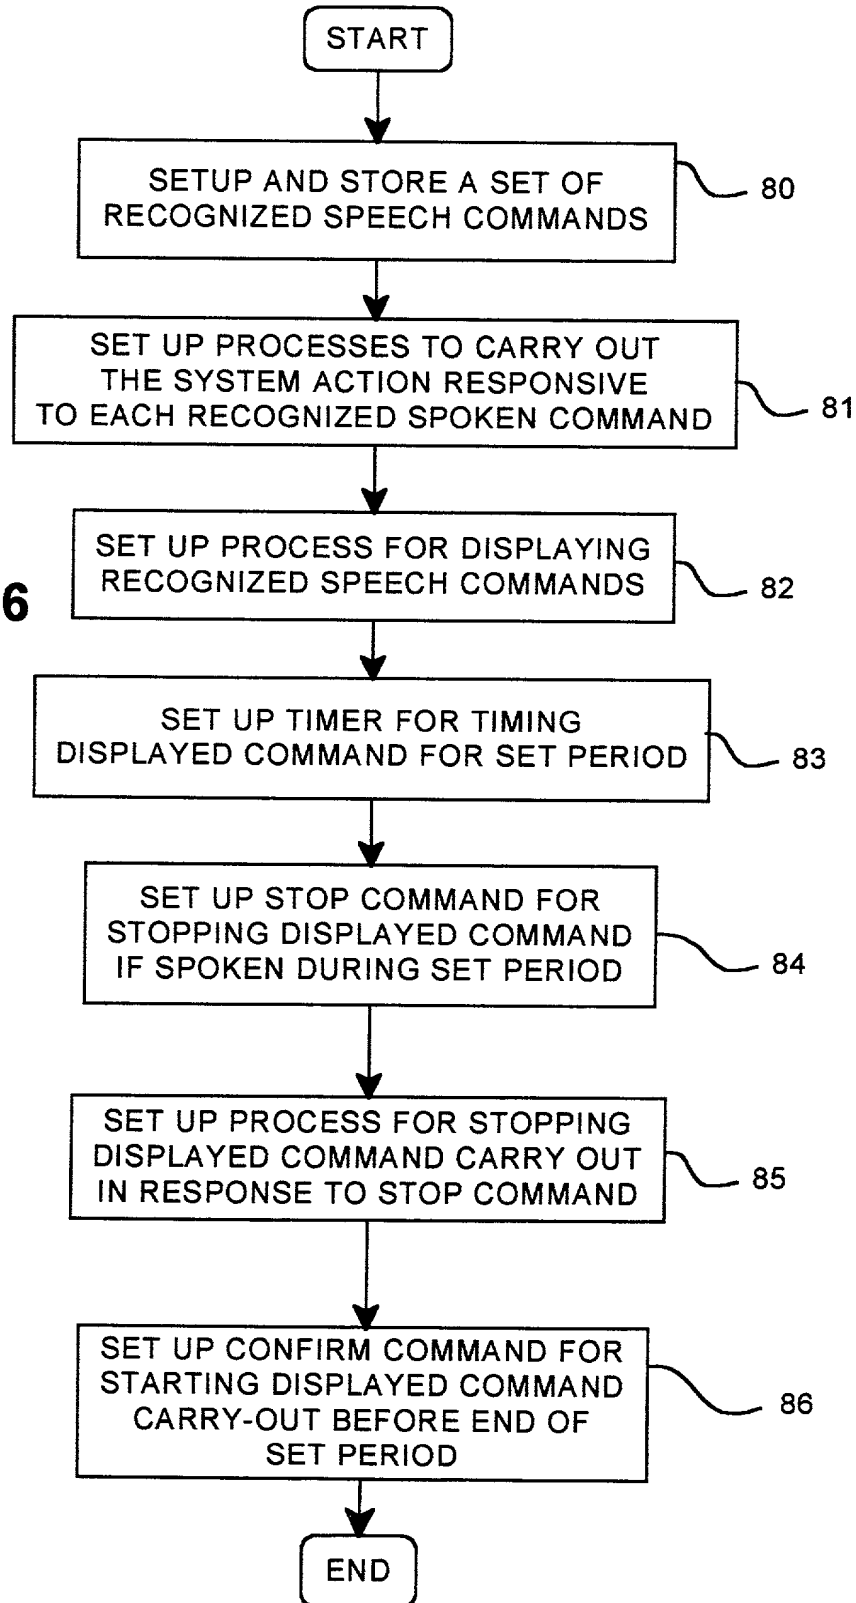 START
SETUP AND STORE A SET OF
RECOGNIZED SPEECH COMMANDS
80
SET UP PROCESSES TO CARRY OUT
THE SYSTEM ACTION RESPONSIVE
TO EACH RECOGNIZED SPOKEN COMMAND
81
SET UP PROCESS FOR DISPLAYING
RECOGNIZED SPEECH COMMANDS
82
6
SET UP TIMER FOR TIMING
DISPLAYED COMMAND FOR SET PERIOD
83
SET UP STOP COMMAND FOR
STOPPING DISPLAYED COMMAND
IF SPOKEN DURING SET PERIOD
84
SET UP PROCESS FOR STOPPING
DISPLAYED COMMAND CARRY OUT
IN RESPONSE TO STOP COMMAND
85
SET UP CONFIRM COMMAND FOR
STARTING DISPLAYED COMMAND
CARRY-OUT BEFORE END OF
SET PERIOD
86
END